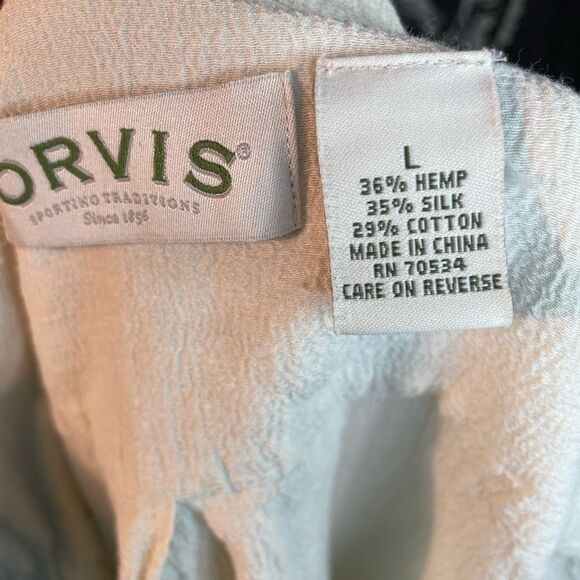 ORVIS®
SPORTING TRADITIONS
Since 1856
L
36% HEMP
35% SILK
29% COTTON
MADE IN CHINA
RN 70534
CARE ON REVERSE